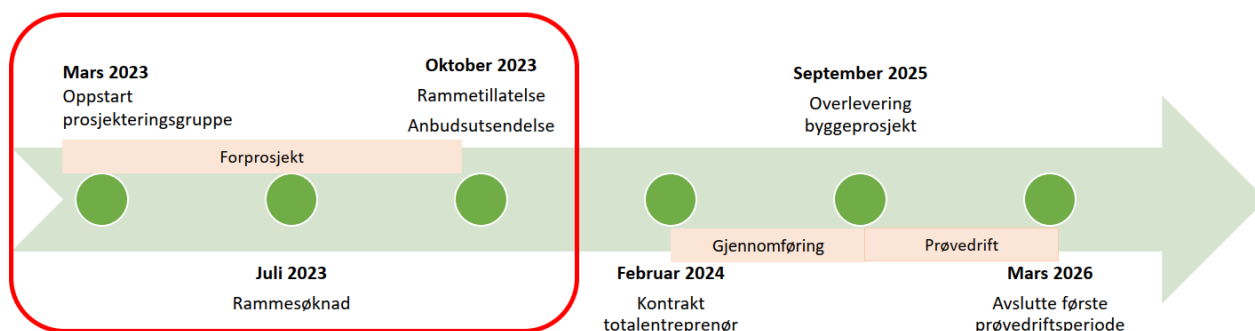 Mars 2023
Oppstart
prosjekteringsgruppe
Oktober 2023
Rammetillatelse
Anbudsutsendelse
September 2025
Overlevering
byggeprosjekt
Forprosjekt
Gjennomføring
Prøvedrift
Juli 2023
Rammesøknad
Februar 2024
Kontrakt
totalentreprenør
Mars 2026
Avslutte første
prøvedriftsperiode